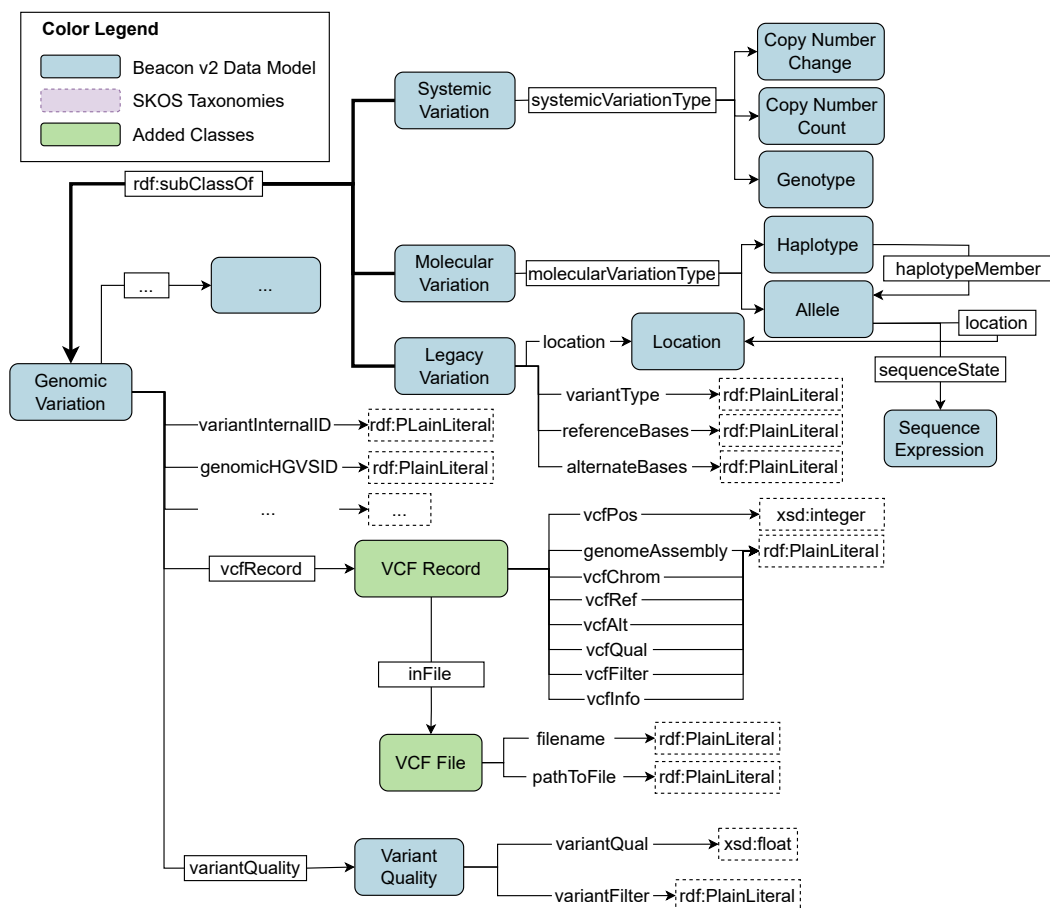 Color Legend
Beacon v2 Data Model
SKOS Taxonomies
Added Classes
Copy Number
Change
Systemic
Variation
systemicVariationType
Copy Number
Count
Genotype
rdf:subClassOf
Haplotype
Molecular
Variation
molecularVariationType
haplotypeMember
...
...
Allele
location
Legacy
Variation
location
Location
sequenceState
Genomic
Variation
variantType
rdf:PlainLiteral
variantInternalID
rdf:PLainLiteral
referenceBases
rdf:PlainLiteral
Sequence
Expression
genomicHGVSID
rdf:PlainLiteral
alternateBases
rdf:PlainLiteral
...
...
vcfPos
xsd:integer
vcfRecord
VCF Record
genomeAssembly
rdf:PlainLiteral
vcfChrom
vcfRef
vcfAlt
vcfQual
vcfFilter
vcfInfo
inFile
VCF File
filename
rdf:PlainLiteral
pathToFile
rdf:PlainLiteral
variantQuality
Variant
Quality
variantQual
xsd:float
variantFilter
rdf:PlainLiteral